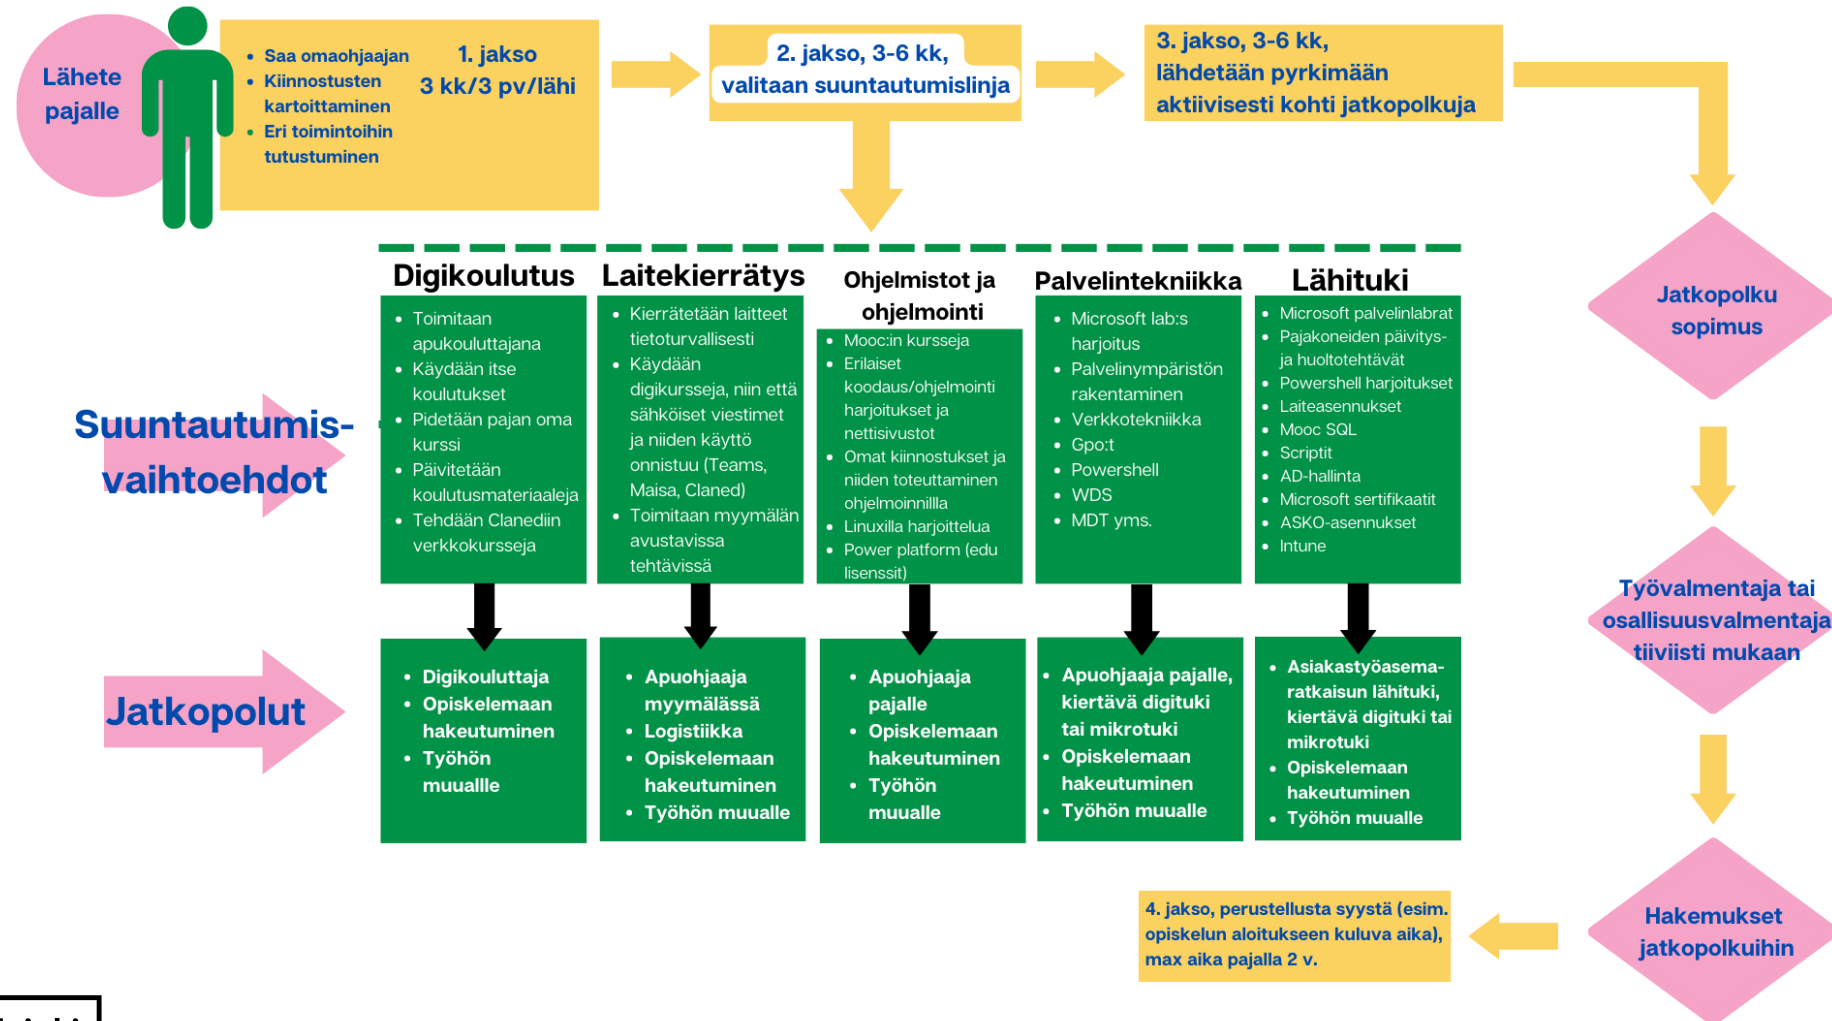 Lähete
pajalle
Saa omaohjaajan
Kiinnostusten
kartoittaminen
Eri toimintoihin
tutustuminen
1. jakso
3 kk/3 pv/lähi
2. jakso, 3-6 kk,
valitaan suuntautumislinja
3. jakso, 3-6 kk,
lähdetään pyrkimään
aktiivisesti kohti jatkopolkuja
Suuntautumis-
vaihtoehdot
Digikoulutus
Toimitaan
apukouluttajana
Käydään itse
koulutukset
Pidetään pajan oma
kurssi
Päivitetään
koulutusmateriaaleja
Tehdään Clanediin
verkkokursseja
Laitekierrätys
Kierrätetään laitteet
tietoturvallisesti
Käydään
digikursseja, niin että
sähköiset viestimet
ja niiden käyttö
onnistuu (Teams,
Maisa, Claned)
Toimitaan myymälän
avustavissa
tehtävissä
Ohjelmistot ja
ohjelmointi
Mooc:in kursseja
Erilaiset
koodaus/ohjelmointi
harjoitukset ja
nettisivustot
Omat kiinnostukset ja
niiden toteuttaminen
ohjelmoinnillla
Linuxilla harjoittelua
Power platform (edu
lisenssit)
Palvelintekniikka
Microsoft lab:s
harjoitus
Palvelinympäristön
rakentaminen
Verkkotekniikka
Gpo:t
Powershell
WDS
MDT yms.
Lähituki
Microsoft palvelinlabrat
Pajakoneiden päivitys-
ja huoltotehtävät
Powershell harjoitukset
Laiteasennukset
Mooc SQL
Scriptit
AD-hallinta
Microsoft sertifikaatit
ASKO-asennukset
Intune
Jatkopolut
Digikouluttaja
Opiskelemaan
hakeutuminen
Työhön
muuallle
Apuohjaaja
myymälässä
Logistiikka
Opiskelemaan
hakeutuminen
Työhön muualle
Apuohjaaja
pajalle
Opiskelemaan
hakeutuminen
Työhön
muualle
Apuohjaaja pajalle,
kiertävä digituki
tai mikrotuki
Opiskelemaan
hakeutuminen
Työhön muualle
Asiakastyöasema-
ratkaisun lähituki,
kiertävä digituki tai
mikrotuki
Opiskelemaan
hakeutuminen
Työhön muualle
Jatkopolku
sopimus
Työvalmentaja tai
osallisuusvalmentaja
tiiviisti mukaan
Hakemukset
jatkopolkuihin
4. jakso, perustellusta syystä (esim.
opiskelun aloitukseen kuluva aika),
max aika pajalla 2 v.